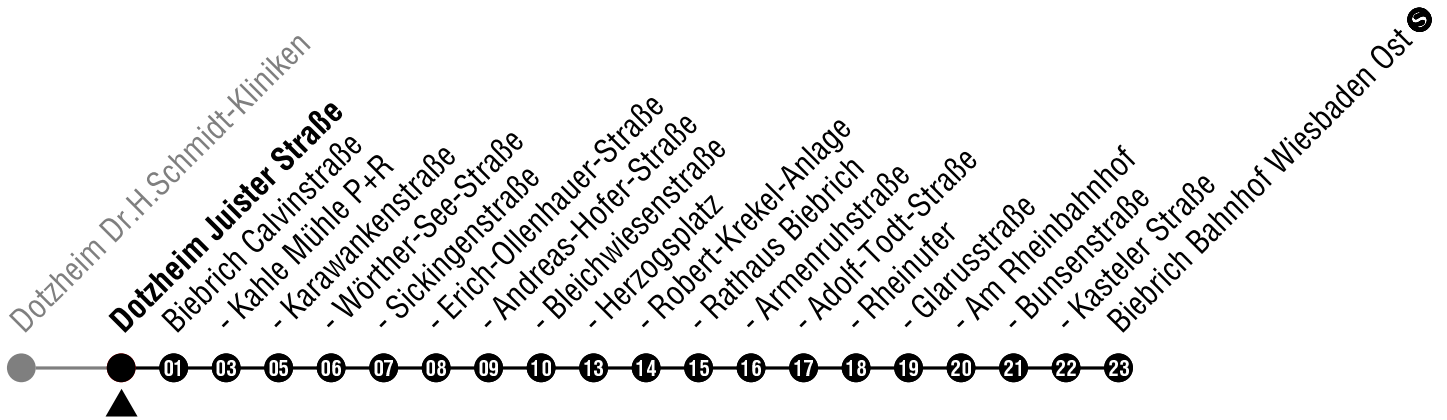 Dotzheim Dr.H.Schmidt-Kliniken
Dotzheim Juister Straße
Biebrich Calvinstraße
- Kahle Mühle P+R
- Karawankenstraße
- Wörther-See-Straße
- Sickingenstraße
- Erich-Ollenhauer-Straße
- Andreas-Hofer-Straße
- Bleichwiesenstraße
- Herzogsplatz
- Robert-Krekel-Anlage
- Rathaus Biebrich
- Armenruhstraße
- Adolf-Todt-Straße
- Rheinufer
- Glarusstraße
- Am Rheinbahnhof
- Bunsenstraße
- Kasteler Straße
Biebrich Bahnhof Wiesbaden Ost S
01 03 05 06 07 08 09 10 13 14 15 16 17 18 19 20 21 22 23